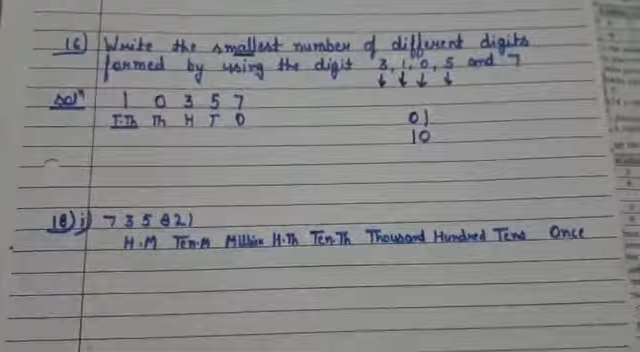 16) Write the smallest number of different digits
formed by using the digit 3, 1, 0, 5 and 7
↓ ↓ ↓ ↓
Solⁿ 1 0 3 5 7
T.Th Th H T O
01
10
18) i) 7 3 5 8 2 1
H.M Ten.M Million H.Th Ten.Th Thousand Hundred Tens Once